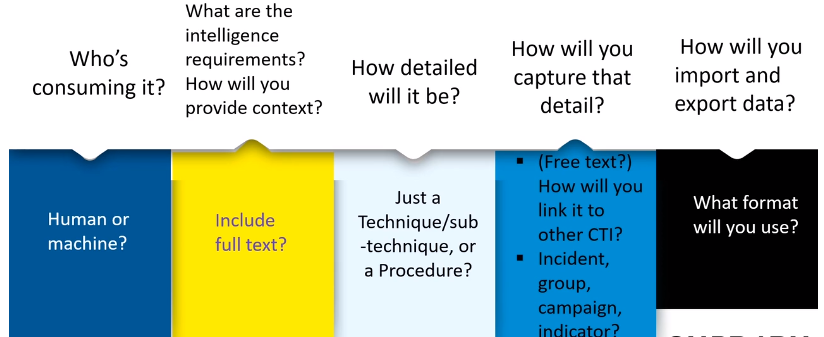 Who's
consuming it?
What are the
intelligence
requirements?
How will you
provide context?
How detailed
will it be?
How will you
capture that
detail?
How will you
import and
export data?
Human or
machine?
Include
full text?
Just a
Technique/sub
-technique, or
a Procedure?
▪ (Free text?)
How will you
link it to
other CTI?
▪ Incident,
group,
campaign,
indicator?
What format
will you use?